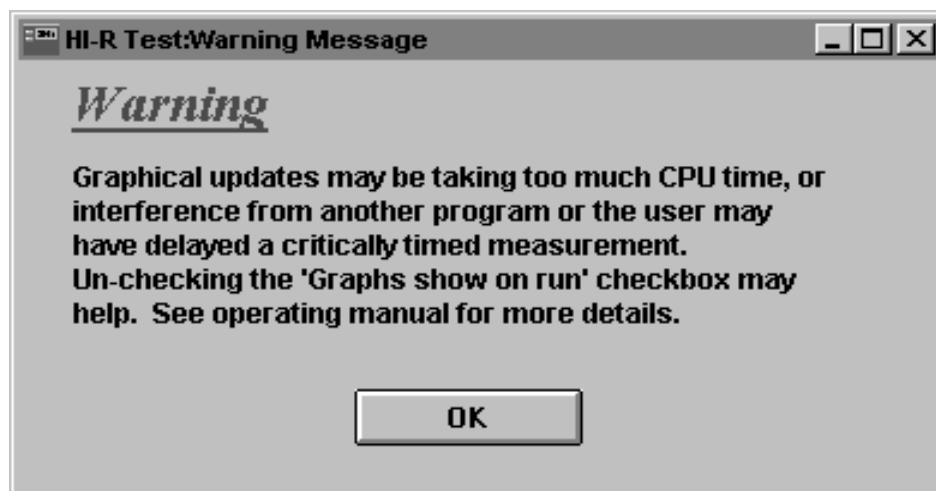 HI-R Test:Warning Message
Warning
Graphical updates may be taking too much CPU time, or
interference from another program or the user may
have delayed a critically timed measurement.
Un-checking the 'Graphs show on run' checkbox may
help.  See operating manual for more details.
OK